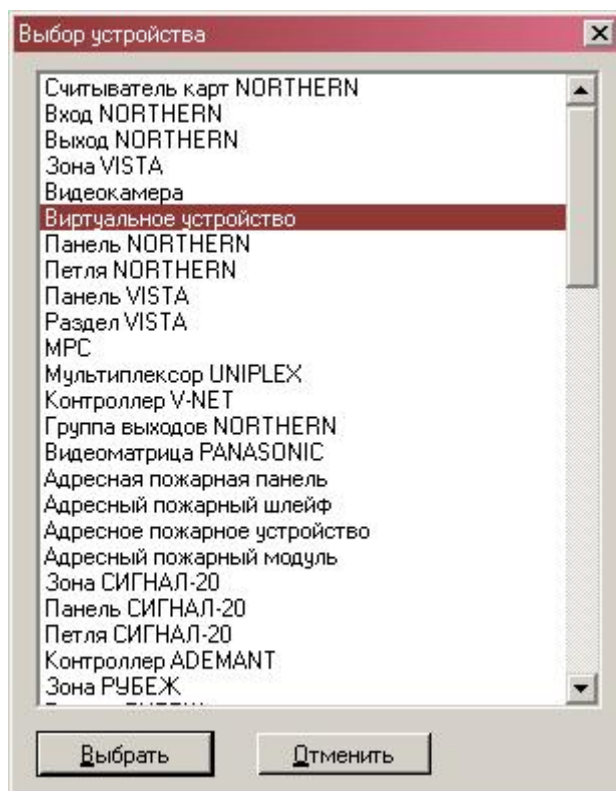 Выбор устройства
Считыватель карт NORTHERN
Вход NORTHERN
Выход NORTHERN
Зона VISTA
Видеокамера
Виртуальное устройство
Панель NORTHERN
Петля NORTHERN
Панель VISTA
Раздел VISTA
МРС
Мультиплексор UNIPLEX
Контроллер V-NET
Группа выходов NORTHERN
Видеоматрица PANASONIC
Адресная пожарная панель
Адресный пожарный шлейф
Адресное пожарное устройство
Адресный пожарный модуль
Зона СИГНАЛ-20
Панель СИГНАЛ-20
Петля СИГНАЛ-20
Контроллер ADEMANT
Зона РУБЕЖ
Выбрать
Отменить